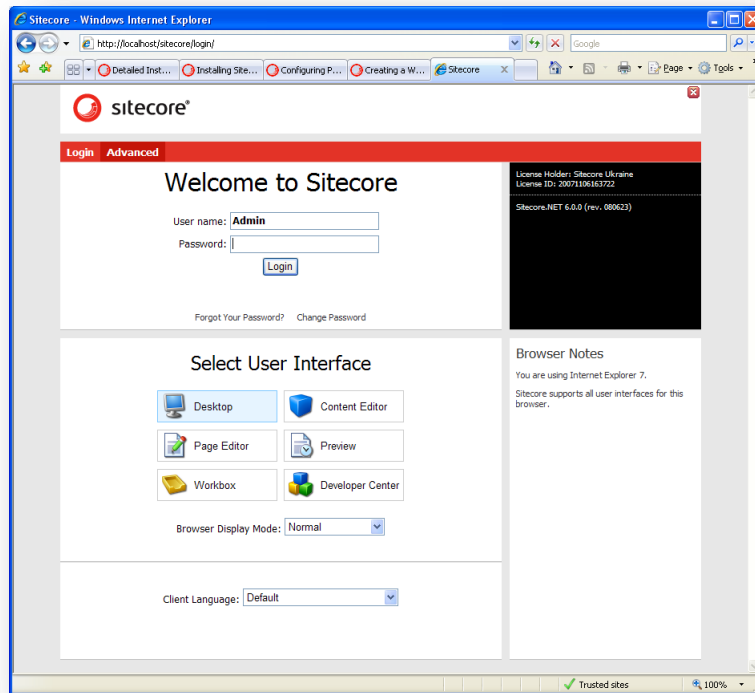 Sitecore - Windows Internet Explorer
http://localhost/sitecore/login/
Google
Detailed Inst...
Installing Site...
Configuring P...
Creating a W...
Sitecore
Page
Tools
sitecore®
Login Advanced
Welcome to Sitecore
User name: Admin
Password:
Login
Forgot Your Password? Change Password
License Holder: Sitecore Ukraine
License ID: 20071106163722
Sitecore.NET 6.0.0 (rev. 080623)
Select User Interface
Desktop
Content Editor
Page Editor
Preview
Workbox
Developer Center
Browser Display Mode: Normal
Client Language: Default
Browser Notes
You are using Internet Explorer 7.
Sitecore supports all user interfaces for this
browser.
Trusted sites
100%